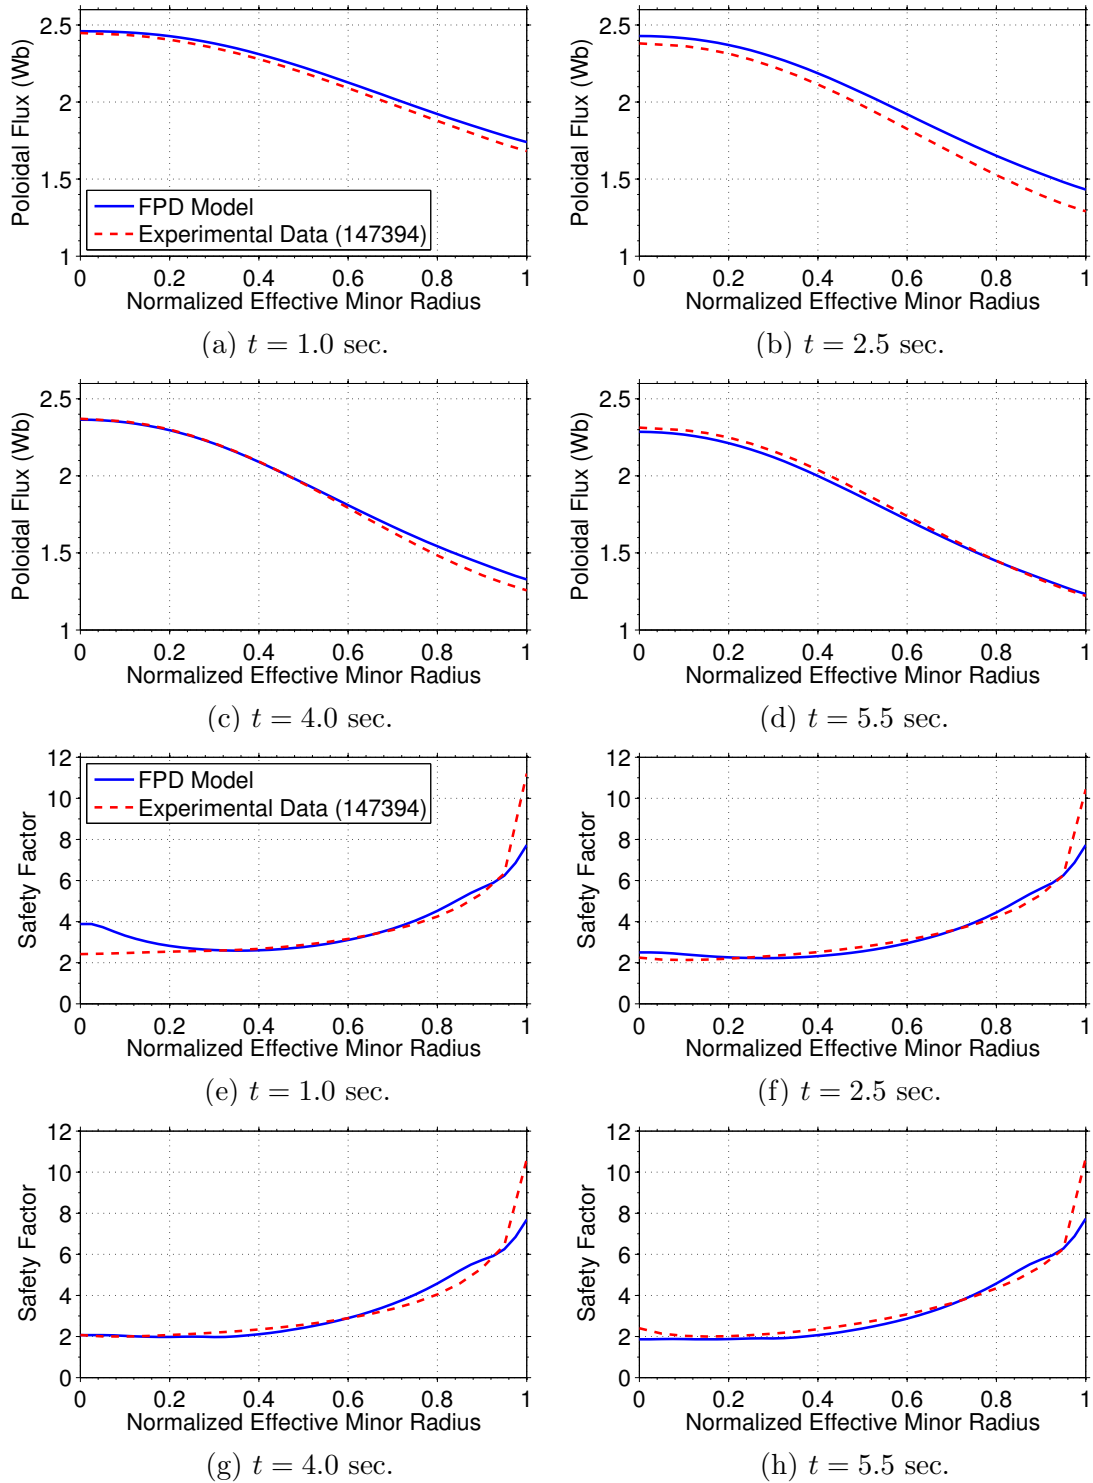 2.5
2
1.5
1
Poloidal Flux (Wb)
FPD Model
Experimental Data (147394)
0 0.2 0.4 0.6 0.8 1
Normalized Effective Minor Radius
(a) t = 1.0 sec.
2.5
2
1.5
1
Poloidal Flux (Wb)
0 0.2 0.4 0.6 0.8 1
Normalized Effective Minor Radius
(b) t = 2.5 sec.
2.5
2
1.5
1
Poloidal Flux (Wb)
0 0.2 0.4 0.6 0.8 1
Normalized Effective Minor Radius
(c) t = 4.0 sec.
2.5
2
1.5
1
Poloidal Flux (Wb)
0 0.2 0.4 0.6 0.8 1
Normalized Effective Minor Radius
(d) t = 5.5 sec.
12
10
8
6
4
2
0
Safety Factor
FPD Model
Experimental Data (147394)
0 0.2 0.4 0.6 0.8 1
Normalized Effective Minor Radius
(e) t = 1.0 sec.
12
10
8
6
4
2
0
Safety Factor
0 0.2 0.4 0.6 0.8 1
Normalized Effective Minor Radius
(f) t = 2.5 sec.
12
10
8
6
4
2
0
Safety Factor
0 0.2 0.4 0.6 0.8 1
Normalized Effective Minor Radius
(g) t = 4.0 sec.
12
10
8
6
4
2
0
Safety Factor
0 0.2 0.4 0.6 0.8 1
Normalized Effective Minor Radius
(h) t = 5.5 sec.